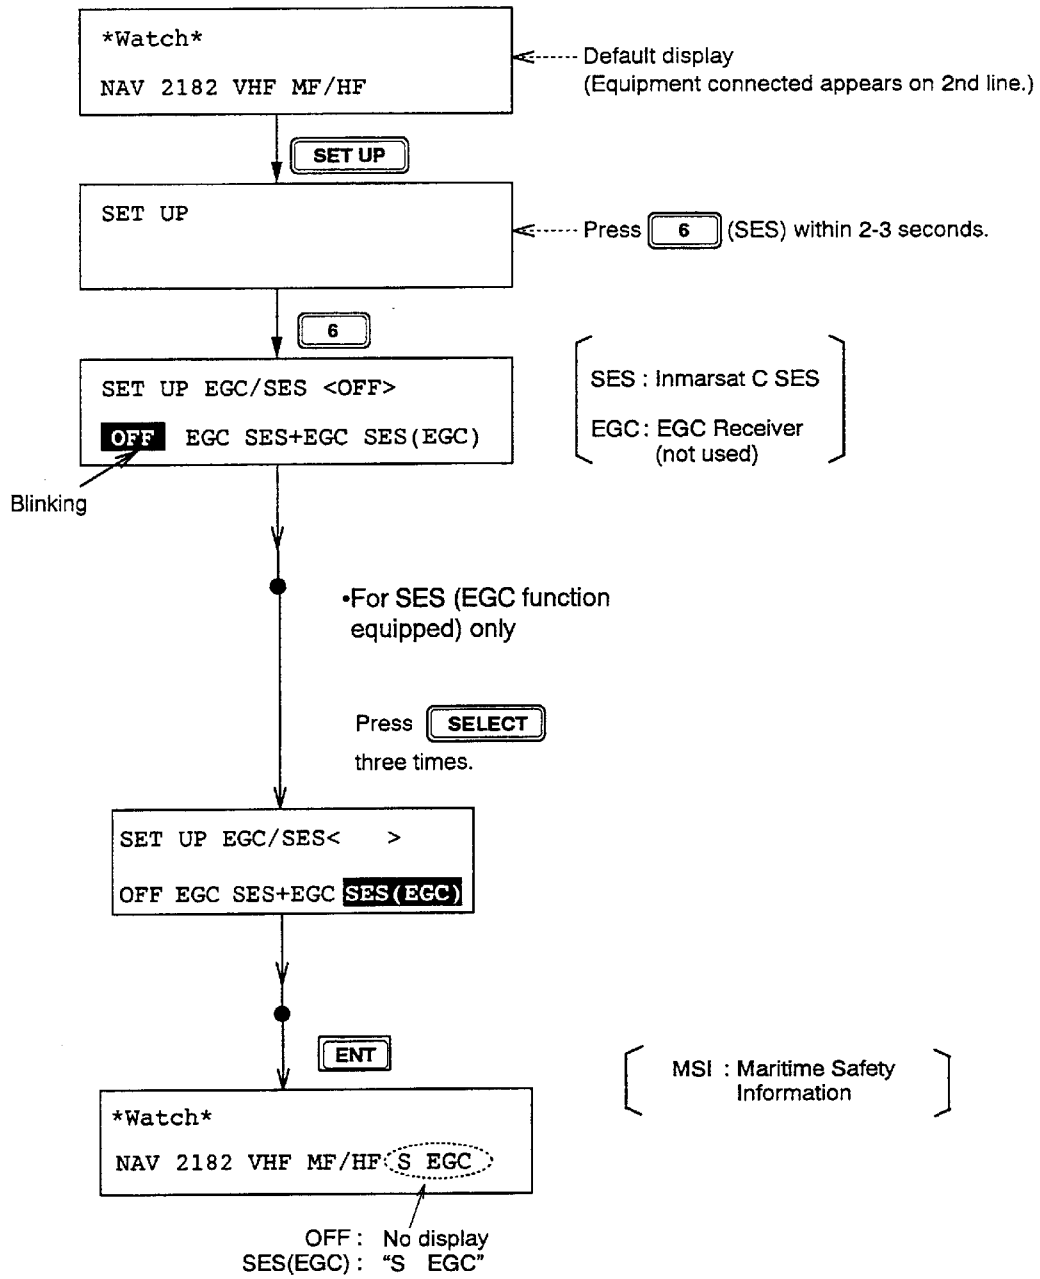 *Watch*
NAV 2182 VHF MF/HF
Default display
(Equipment connected appears on 2nd line.)
SET UP
SET UP
Press 6 (SES) within 2-3 seconds.
6
SET UP EGC/SES <OFF>
OFF EGC SES+EGC SES(EGC)
Blinking
SES : Inmarsat C SES
EGC : EGC Receiver
(not used)
•For SES (EGC function
equipped) only
Press SELECT
three times.
SET UP EGC/SES< >
OFF EGC SES+EGC SES(EGC)
ENT
MSI : Maritime Safety
Information
*Watch*
NAV 2182 VHF MF/HF S EGC
OFF : No display
SES(EGC) : “S EGC”